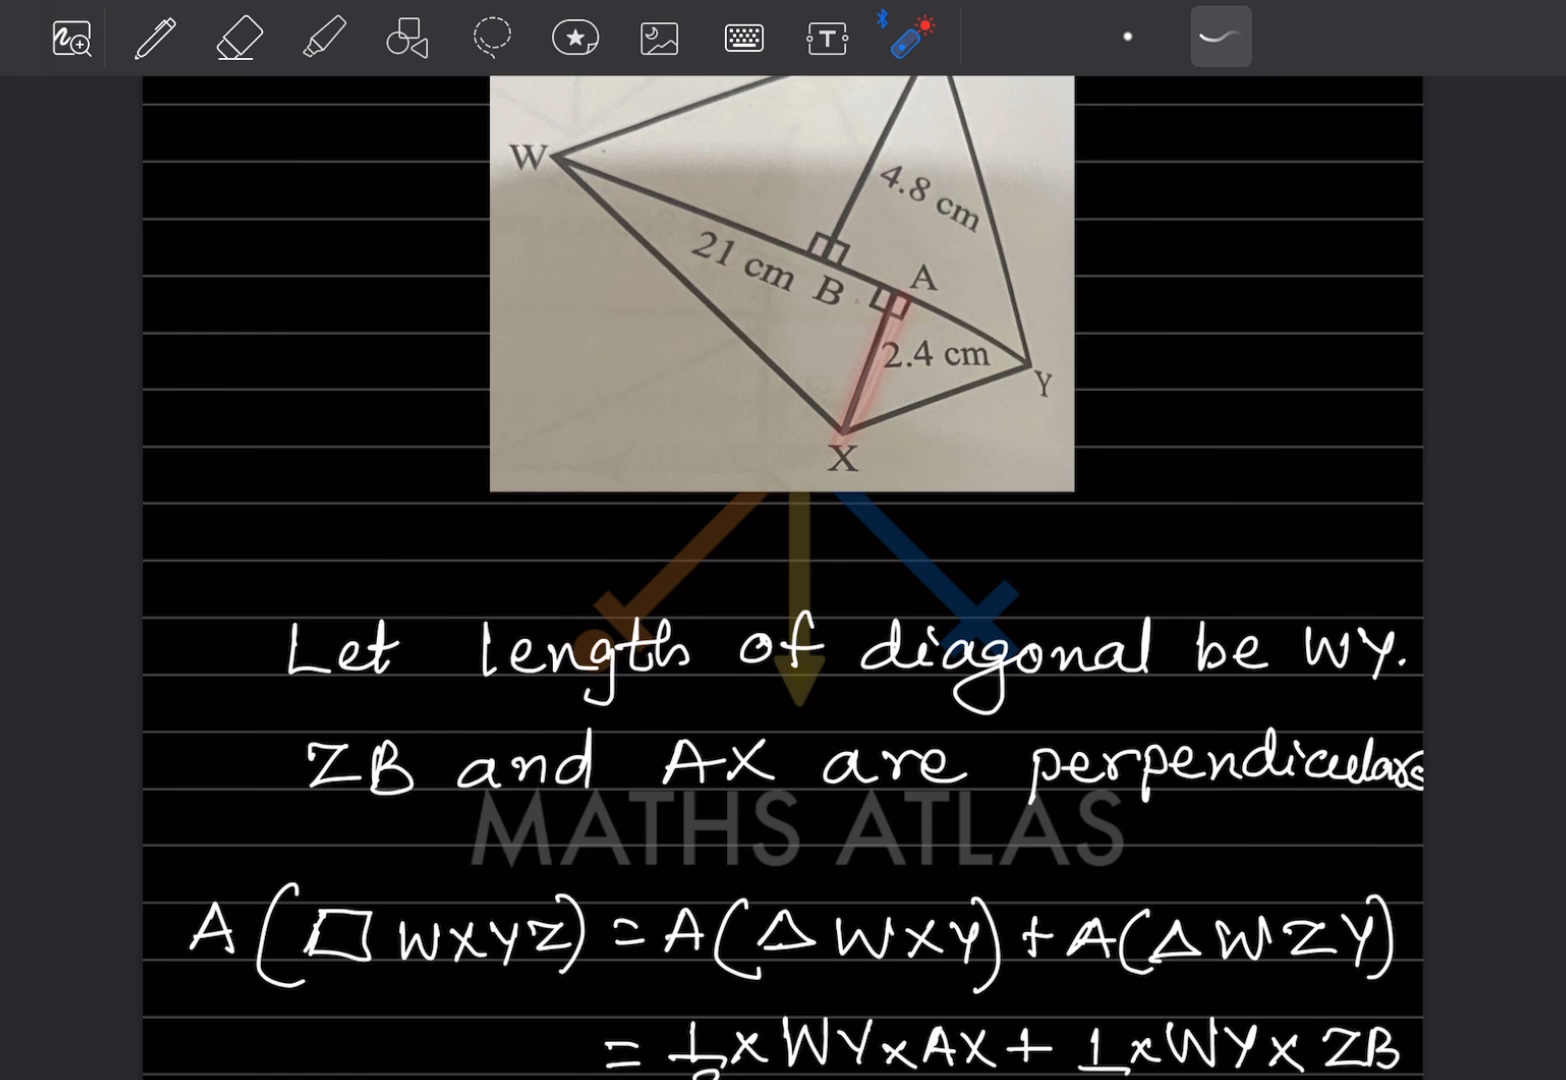 W
4.8 cm
21 cm
B
A
2.4 cm
Y
X
Let length of diagonal be WY.
ZB and AX are perpendiculars
MATHS ATLAS
A(□ WXYZ) = A(Δ WXY) + A(Δ WZY)
= 1/2 x WY x AX + 1 x WY x ZB